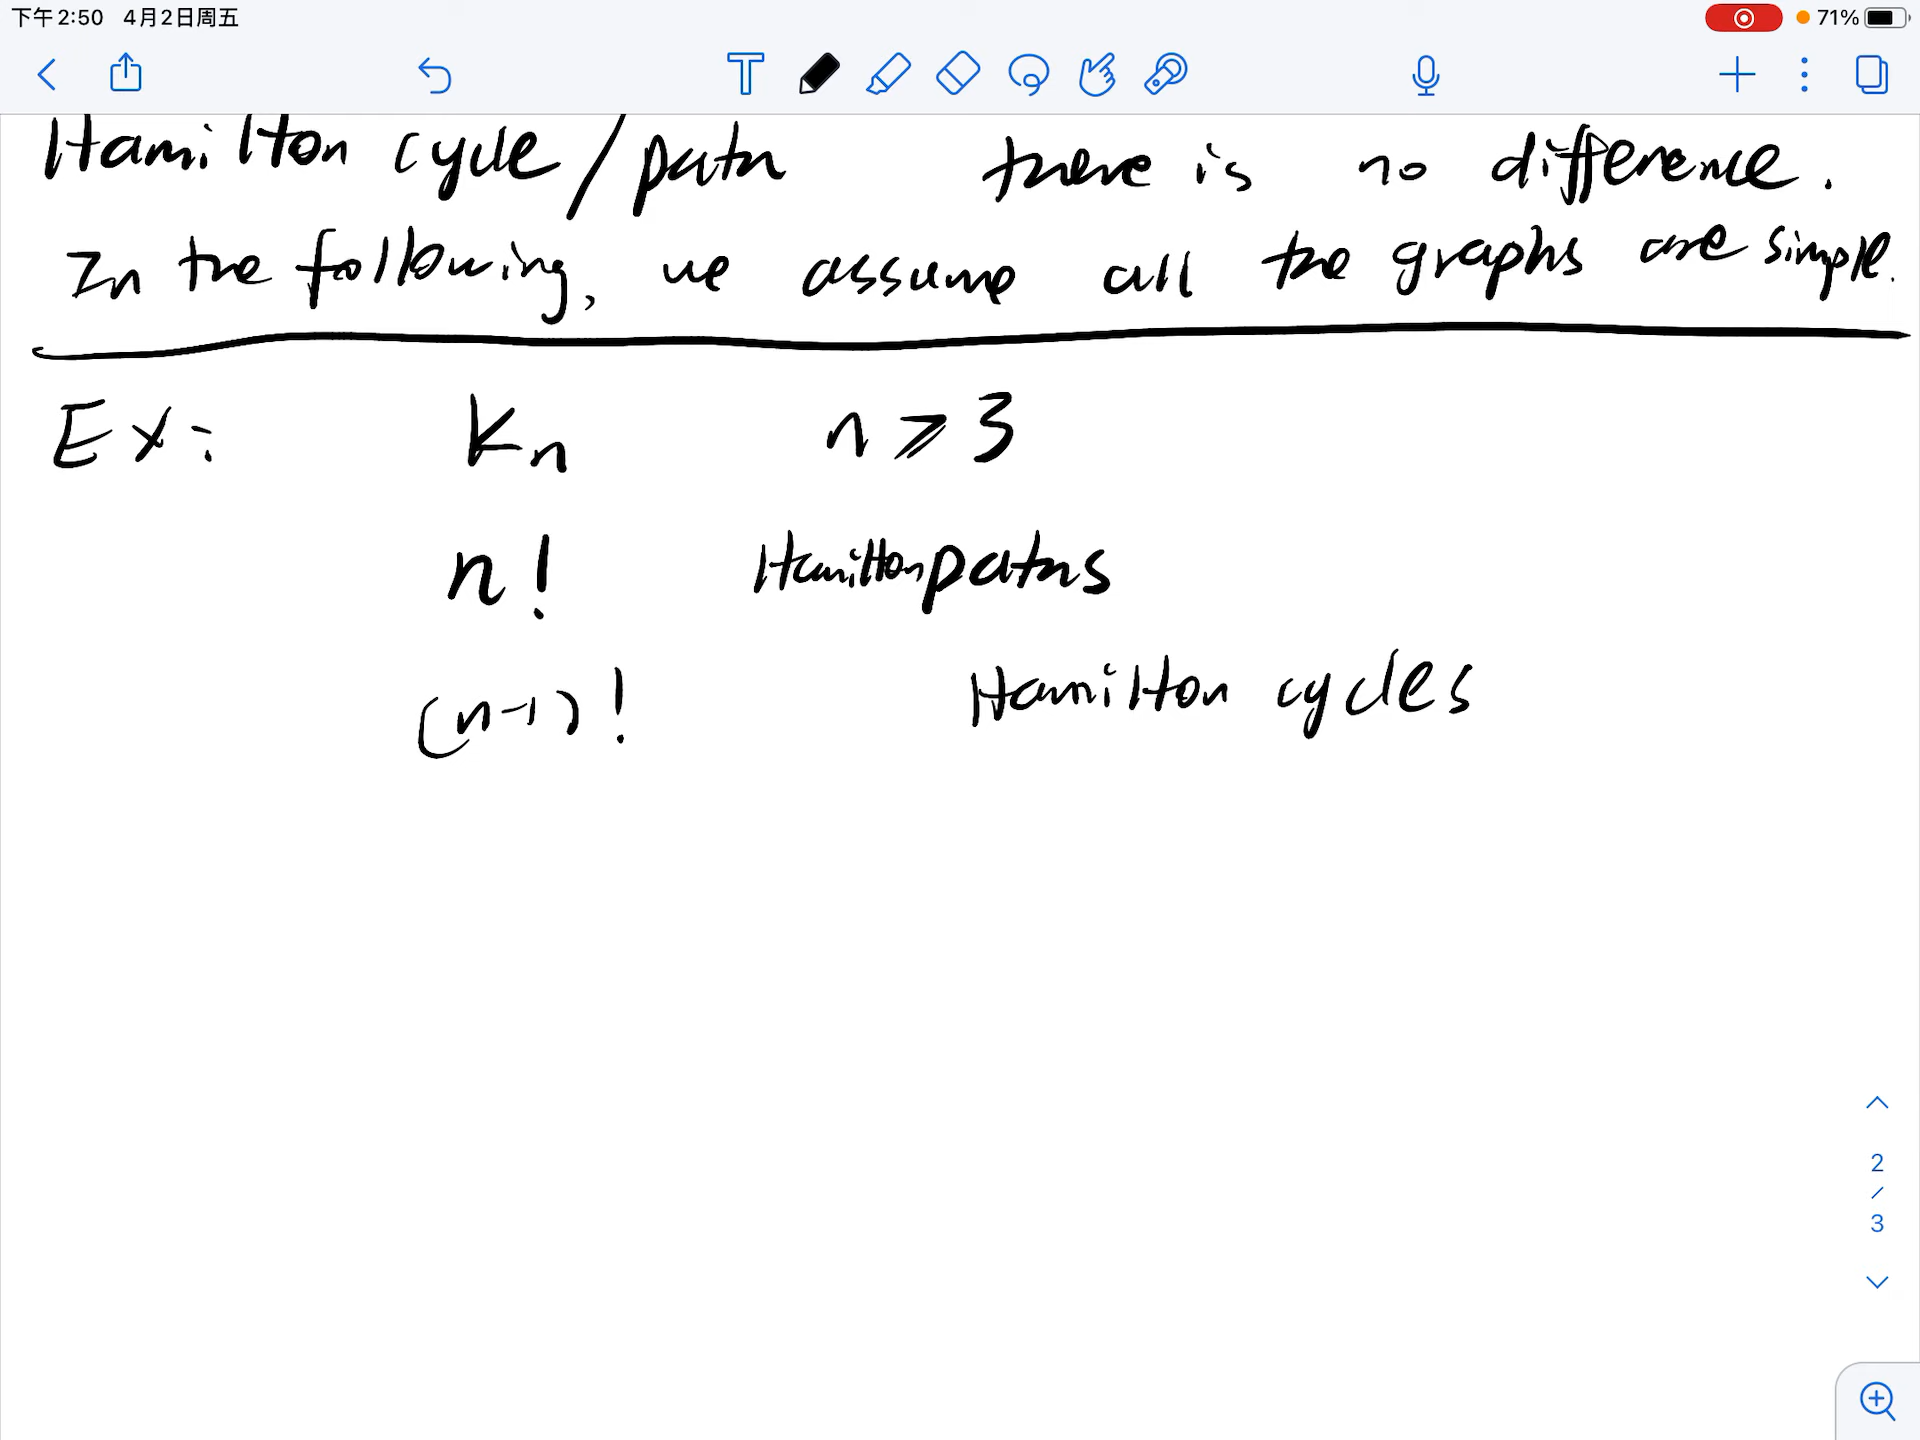 下午2:50 4月2日周五
71%
T
Hamilton cycle/path there is no difference.
In the following, we assume all the graphs are simple.
Ex: Kn n ⩾ 3
n! Hamilton paths
(n-1)! Hamilton cycles
2
/
3